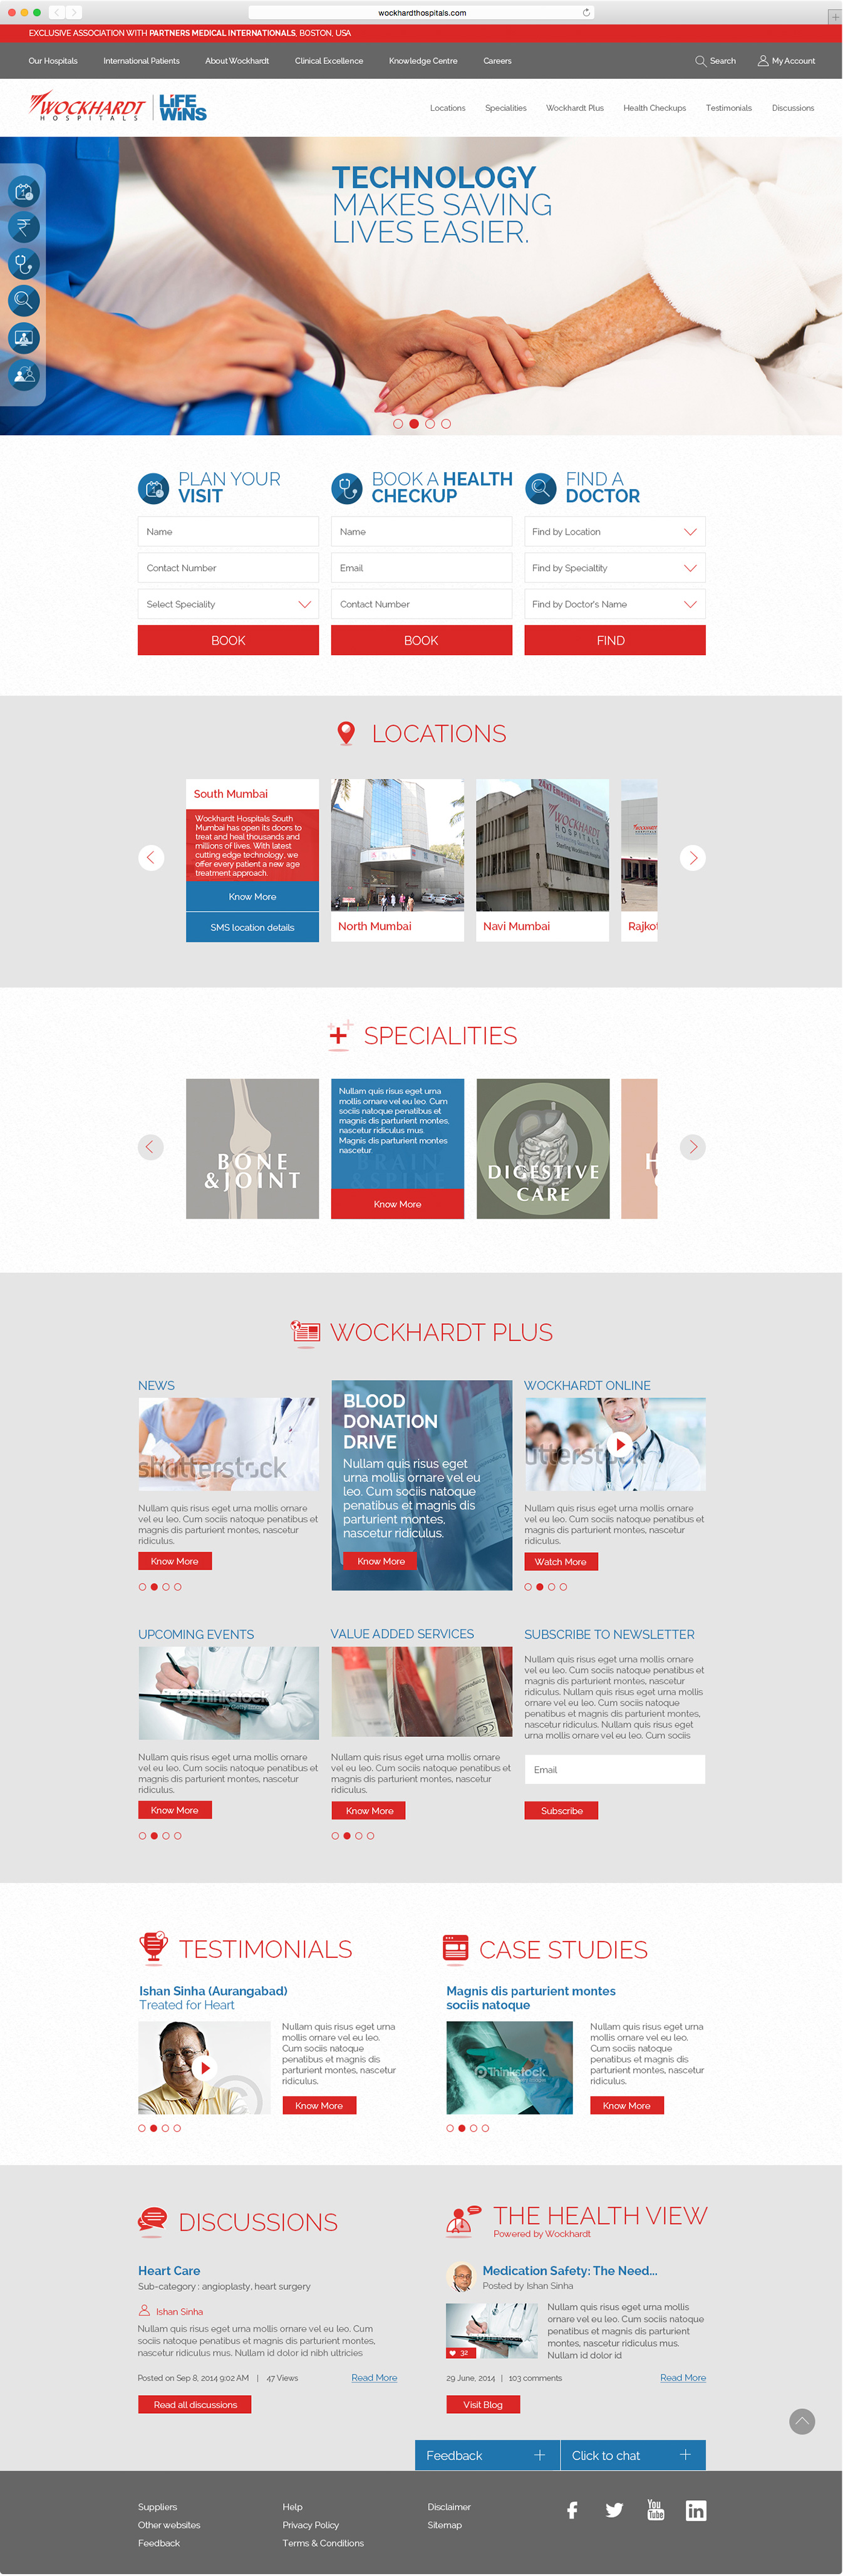 wockhardthospitals.com
EXCLUSIVE ASSOCIATION WITH PARTNERS MEDICAL INTERNATIONALS, BOSTON, USA
Our Hospitals International Patients About Wockhardt Clinical Excellence Knowledge Centre Careers Search My Account
WOCKHARDT HOSPITALS LIFE WINS
Locations Specialities Wockhardt Plus Health Checkups Testimonials Discussions
TECHNOLOGY
MAKES SAVING
LIVES EASIER.
PLAN YOUR
VISIT
Name
Contact Number
Select Speciality
BOOK
BOOK A HEALTH
CHECKUP
Name
Email
Contact Number
BOOK
FIND A
DOCTOR
Find by Location
Find by Specialtity
Find by Doctor's Name
FIND
LOCATIONS
South Mumbai
Wockhardt Hospitals South
Mumbai has open its doors to
treat and heal thousands and
millions of lives. With latest
cutting edge technology, we
offer every patient a new age
treatment approach.
Know More
SMS location details
North Mumbai
24x7 Emergency
WOCKHARDT
HOSPITALS
Sterling Wockhardt Hospital
Navi Mumbai
Rajkot
SPECIALITIES
BONE
&JOINT
Nullam quis risus eget urna
mollis ornare vel eu leo. Cum
sociis natoque penatibus et
magnis dis parturient montes,
nascetur ridiculus mus.
Magnis dis parturient montes
nascetur.
BRAIN
& SPINE
Know More
DIGESTIVE
CARE
H
WOCKHARDT PLUS
NEWS
shutterstock
Nullam quis risus eget urna mollis ornare
vel eu leo. Cum sociis natoque penatibus et
magnis dis parturient montes, nascetur
ridiculus.
Know More
BLOOD
DONATION
DRIVE
Nullam quis risus eget
urna mollis ornare vel eu
leo. Cum sociis natoque
penatibus et magnis dis
parturient montes,
nascetur ridiculus.
Know More
WOCKHARDT ONLINE
utterstock
Nullam quis risus eget urna mollis ornare
vel eu leo. Cum sociis natoque penatibus et
magnis dis parturient montes, nascetur
ridiculus.
Watch More
UPCOMING EVENTS
Thinkstock
Nullam quis risus eget urna mollis ornare
vel eu leo. Cum sociis natoque penatibus et
magnis dis parturient montes, nascetur
ridiculus.
Know More
VALUE ADDED SERVICES
Nullam quis risus eget urna mollis ornare
vel eu leo. Cum sociis natoque penatibus et
magnis dis parturient montes, nascetur
ridiculus.
Know More
SUBSCRIBE TO NEWSLETTER
Nullam quis risus eget urna mollis ornare
vel eu leo. Cum sociis natoque penatibus et
magnis dis parturient montes, nascetur
ridiculus. Nullam quis risus eget urna mollis
ornare vel eu leo. Cum sociis natoque
penatibus et magnis dis parturient montes,
nascetur ridiculus. Nullam quis risus eget
urna mollis ornare vel eu leo. Cum sociis
Email
Subscribe
TESTIMONIALS
Ishan Sinha (Aurangabad)
Treated for Heart
Nullam quis risus eget urna
mollis ornare vel eu leo.
Cum sociis natoque
penatibus et magnis dis
parturient montes, nascetur
ridiculus.
Know More
CASE STUDIES
Magnis dis parturient montes
sociis natoque
Thinkstock
Nullam quis risus eget urna
mollis ornare vel eu leo.
Cum sociis natoque
penatibus et magnis dis
parturient montes, nascetur
ridiculus.
Know More
DISCUSSIONS
Heart Care
Sub-category : angioplasty, heart surgery
Ishan Sinha
Nullam quis risus eget urna mollis ornare vel eu leo. Cum
sociis natoque penatibus et magnis dis parturient montes,
nascetur ridiculus mus. Nullam id dolor id nibh ultricies
Posted on Sep 8, 2014 9:02 AM | 47 Views Read More
Read all discussions
THE HEALTH VIEW
Powered by Wockhardt
Medication Safety: The Need...
Posted by Ishan Sinha
32
Nullam quis risus eget urna mollis
ornare vel eu leo. Cum sociis natoque
penatibus et magnis dis parturient
montes, nascetur ridiculus mus.
Nullam id dolor id
29 June, 2014 | 103 comments Read More
Visit Blog
Feedback Click to chat
Suppliers
Other websites
Feedback
Help
Privacy Policy
Terms & Conditions
Disclaimer
Sitemap
You Tube